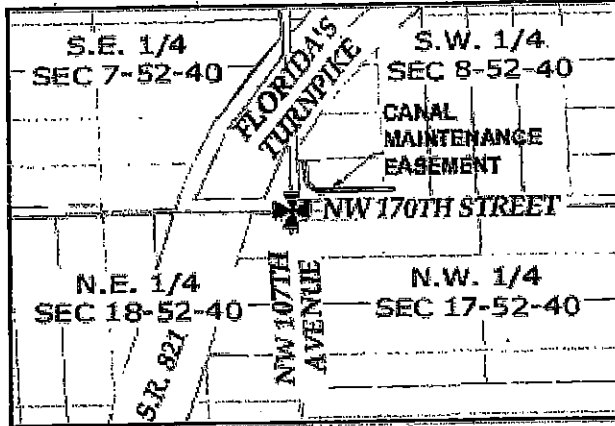 S.E. 1/4
SEC 7-52-40
FLORIDA'S
TURNPIKE
S.W. 1/4
SEC 8-52-40
CANAL
MAINTENANCE
EASEMENT
NW 170TH STREET
N.E. 1/4
SEC 18-52-40
S.R. 821
NW 107TH
AVENUE
N.W. 1/4
SEC 17-52-40